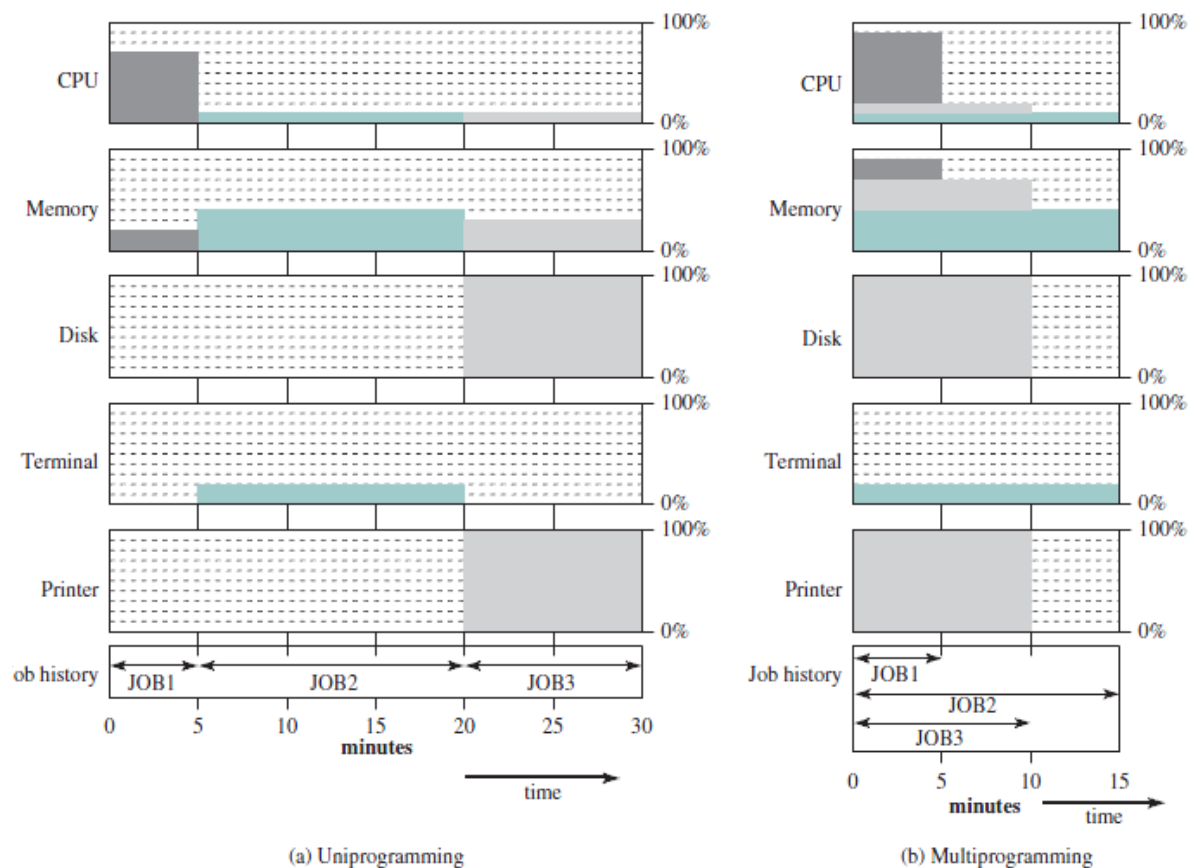 100%
CPU
0%
100%
Memory
0%
100%
Disk
0%
100%
Terminal
0%
100%
Printer
0%
ob history
JOB1 JOB2 JOB3
0 5 10 15 20 25 30
minutes
time
(a) Uniprogramming
100%
CPU
0%
100%
Memory
0%
100%
Disk
0%
100%
Terminal
0%
100%
Printer
0%
Job history
JOB1
JOB2
JOB3
0 5 10 15
minutes
time
(b) Multiprogramming